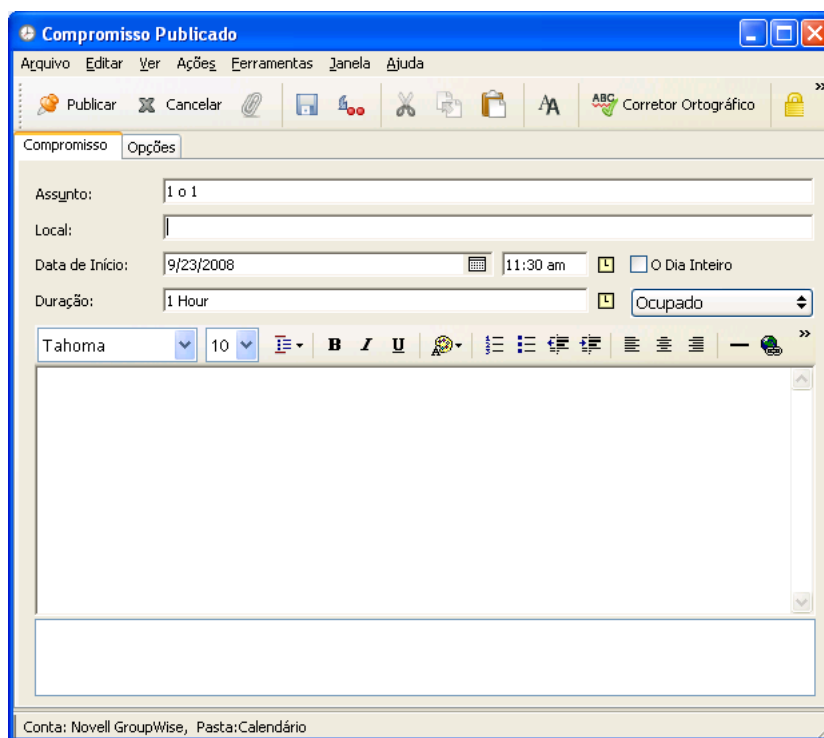 Compromisso Publicado
Arquivo Editar Ver Ações Ferramentas Janela Ajuda
Publicar Cancelar AA ABC Corretor Ortográfico »
Compromisso Opções
Assunto: 1 o 1
Local:
Data de Início: 9/23/2008 11:30 am O Dia Inteiro
Duração: 1 Hour Ocupado
Tahoma 10 B I U »
Conta: Novell GroupWise, Pasta:Calendário